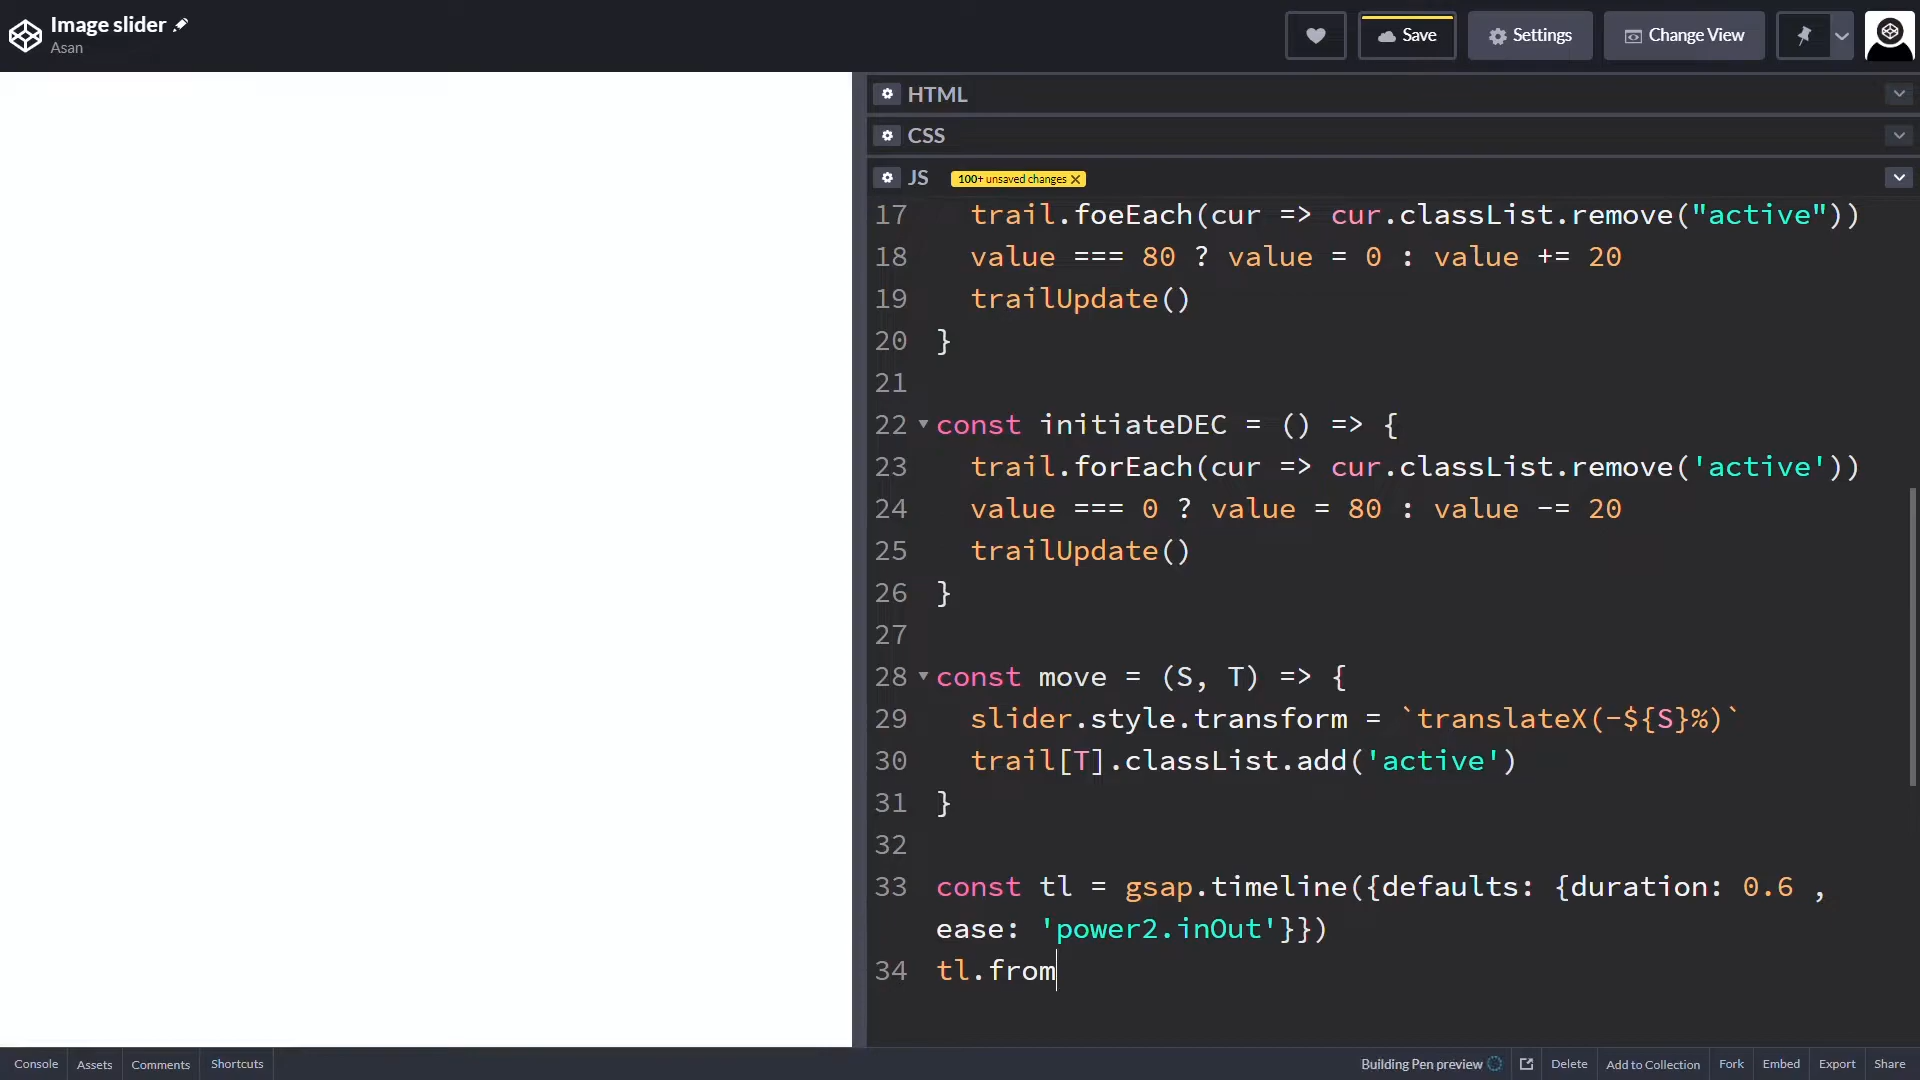 Image slider
Asan
Save
Settings
Change View
HTML
CSS
JS
100+ unsaved changes
17 trail.foeEach(cur => cur.classList.remove("active"))
18 value === 80 ? value = 0 : value += 20
19 trailUpdate()
20 }
21
22 const initiateDEC = () => {
23 trail.forEach(cur => cur.classList.remove('active'))
24 value === 0 ? value = 80 : value -= 20
25 trailUpdate()
26 }
27
28 const move = (S, T) => {
29 slider.style.transform = `translateX(-${S}%)`
30 trail[T].classList.add('active')
31 }
32
33 const tl = gsap.timeline({defaults: {duration: 0.6 ,
ease: 'power2.inOut'}})
34 tl.from
Console Assets Comments Shortcuts Building Pen preview Delete Add to Collection Fork Embed Export Share